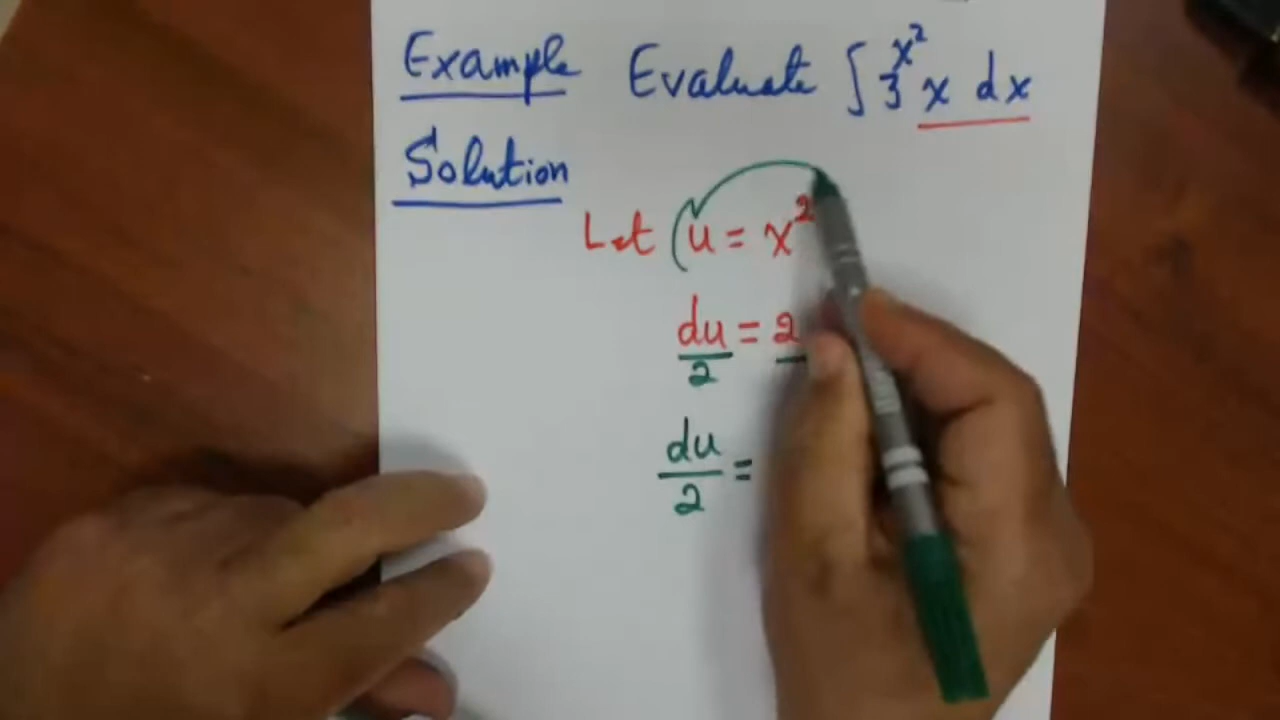 Example Evaluate ∫ 3^x² x dx
Solution
Let (u = x²
du/2 = 2
du/2 =